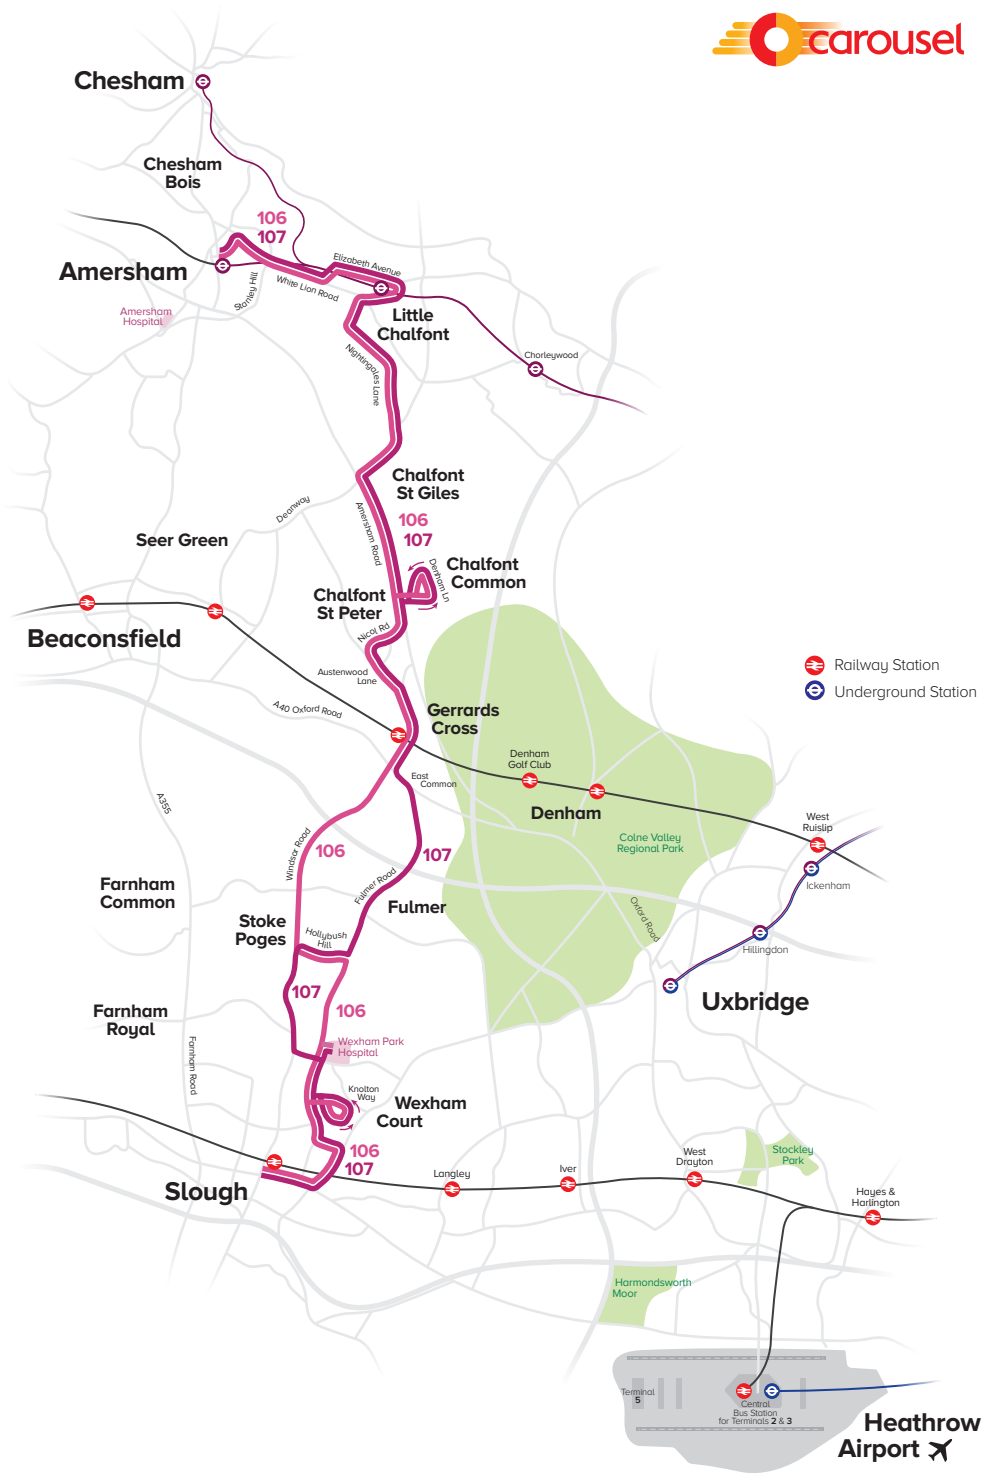 carousel
Chesham
Chesham
Bois
106
107
Amersham
Elizabeth Avenue
White Lion Road
Stanley Hill
Amersham
Hospital
Little
Chalfont
Chorleywood
Nightingales Lane
Chalfont
St Giles
Amersham Road
106
107
Deanway
Seer Green
Chalfont
Common
Denham Ln
Chalfont
St Peter
Nicol Rd
Beaconsfield
Austenwood
Lane
Railway Station
Underground Station
A40 Oxford Road
Gerrards
Cross
Denham
Golf Club
East
Common
Denham
A355
West
Ruislip
Colne Valley
Regional Park
Windsor Road
106
107
Fulmer Road
Ickenham
Farnham
Common
Fulmer
Oxford Road
Stoke
Poges
Hollybush
Hill
Hillingdon
107
106
Uxbridge
Farnham
Royal
Farnham Road
Wexham Park
Hospital
Knolton
Way
Wexham
Court
106
107
Slough
Langley
Iver
West
Drayton
Stockley
Park
Hayes &
Harlington
Harmondsworth
Moor
Terminal
5
Central
Bus Station
for Terminals 2 & 3
Heathrow
Airport